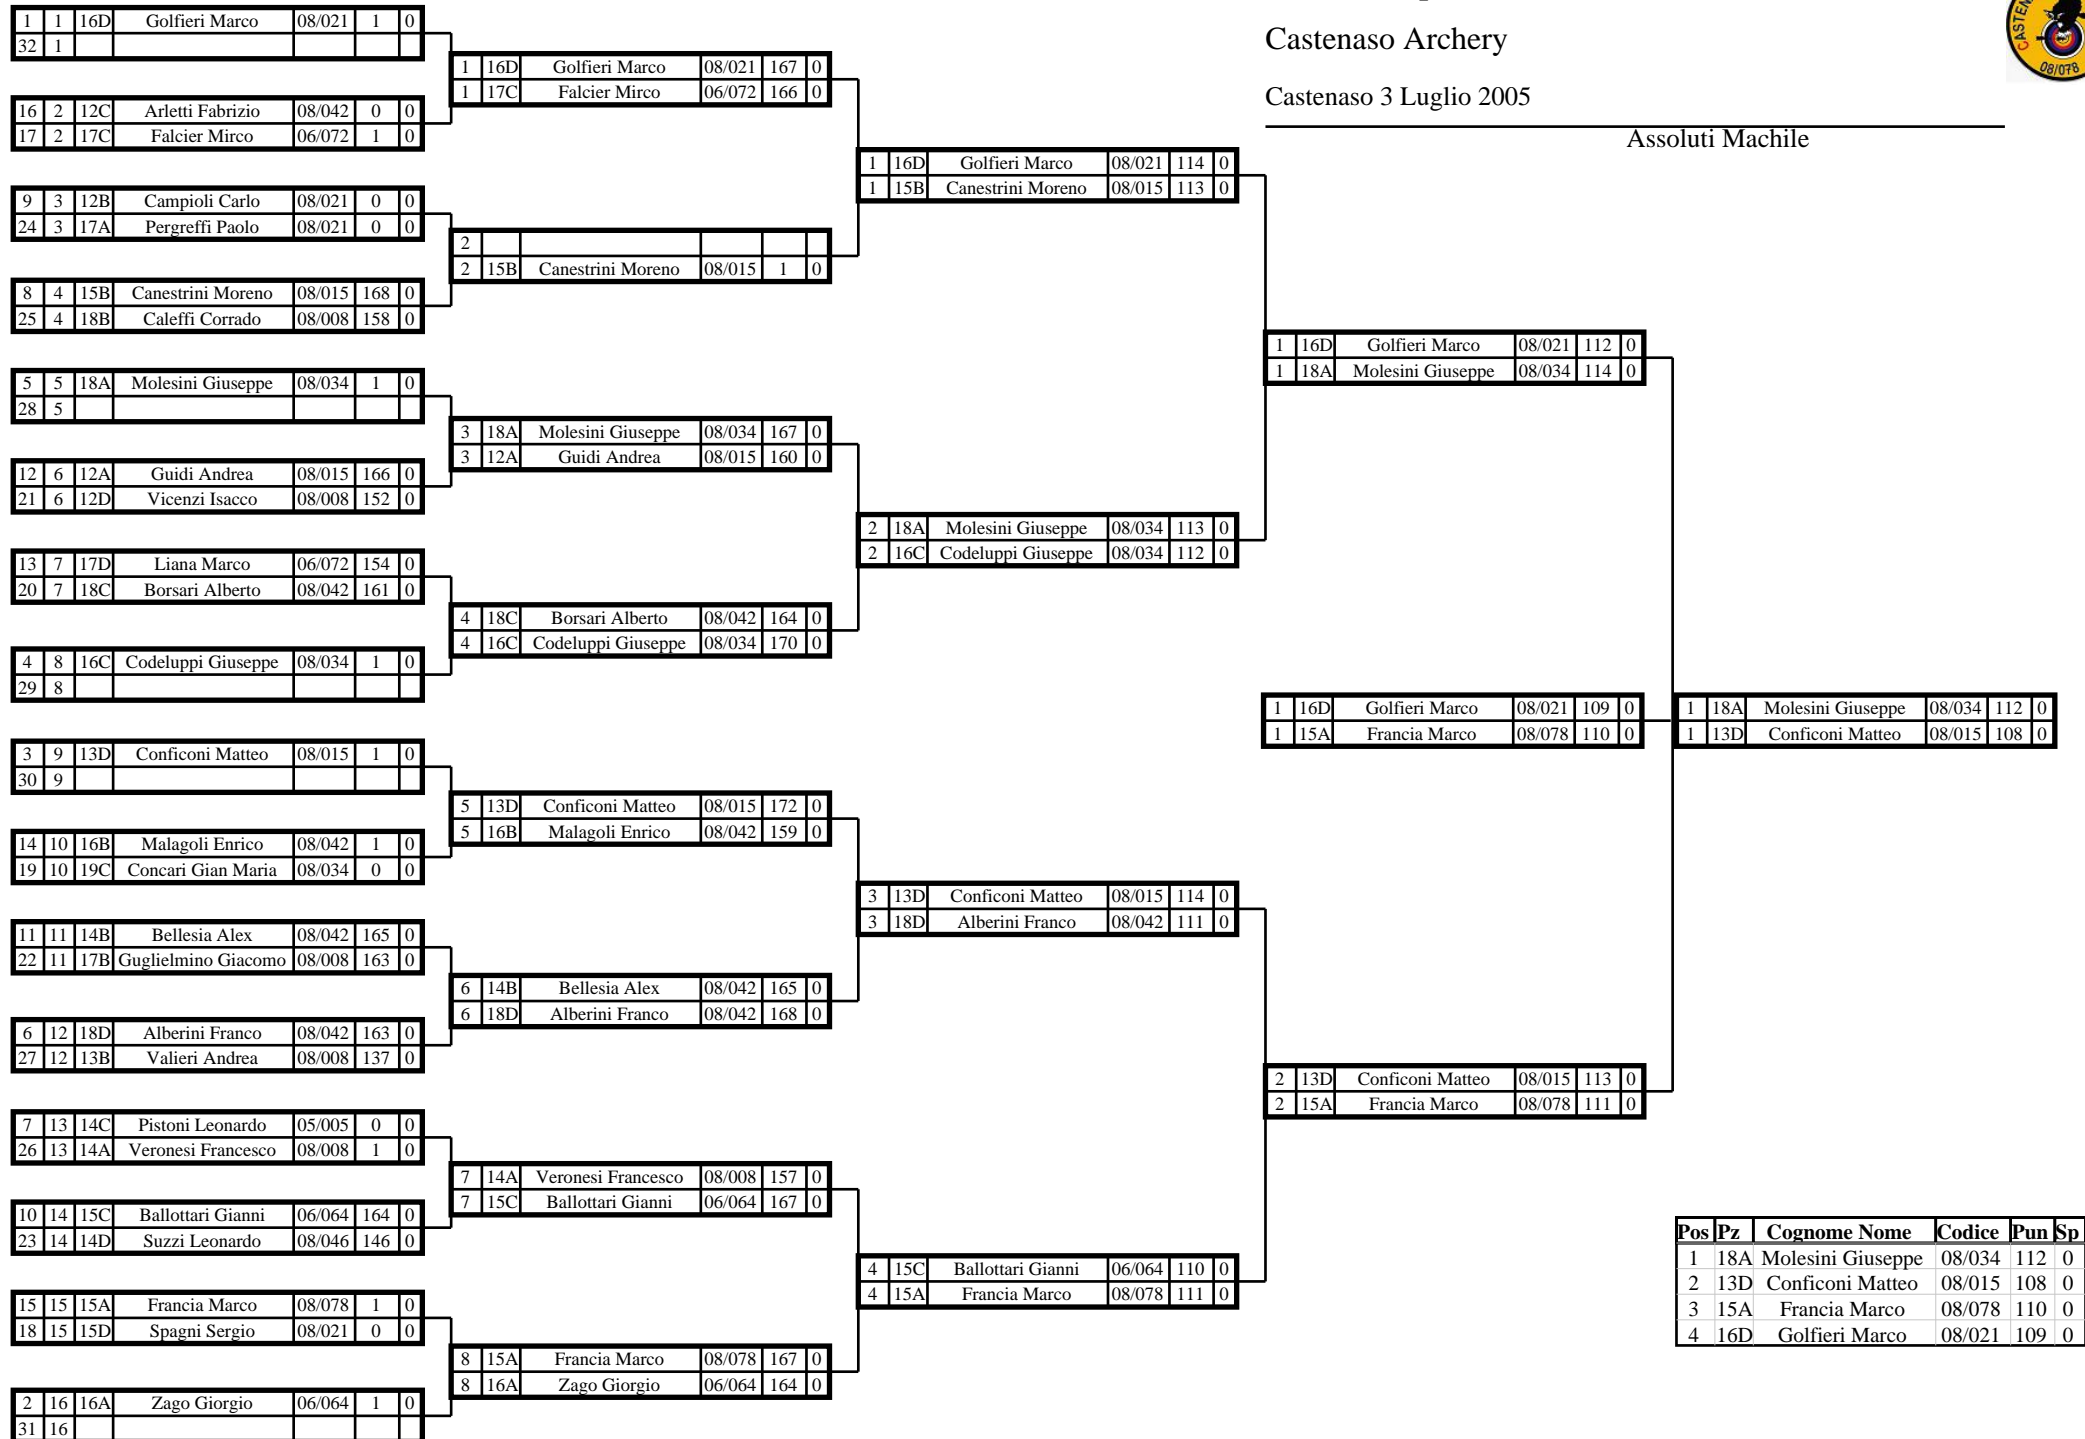 Castenaso Archery
Castenaso 3 Luglio 2005
Assoluti Machile
CASTENA
08/078
1 1 16D Golfieri Marco 08/021 1 0
32 1
16 2 12C Arletti Fabrizio 08/042 0 0
17 2 17C Falcier Mirco 06/072 1 0
9 3 12B Campioli Carlo 08/021 0 0
24 3 17A Pergreffi Paolo 08/021 0 0
8 4 15B Canestrini Moreno 08/015 168 0
25 4 18B Caleffi Corrado 08/008 158 0
5 5 18A Molesini Giuseppe 08/034 1 0
28 5
12 6 12A Guidi Andrea 08/015 166 0
21 6 12D Vicenzi Isacco 08/008 152 0
13 7 17D Liana Marco 06/072 154 0
20 7 18C Borsari Alberto 08/042 161 0
4 8 16C Codeluppi Giuseppe 08/034 1 0
29 8
3 9 13D Conficoni Matteo 08/015 1 0
30 9
14 10 16B Malagoli Enrico 08/042 1 0
19 10 19C Concari Gian Maria 08/034 0 0
11 11 14B Bellesia Alex 08/042 165 0
22 11 17B Guglielmino Giacomo 08/008 163 0
6 12 18D Alberini Franco 08/042 163 0
27 12 13B Valieri Andrea 08/008 137 0
7 13 14C Pistoni Leonardo 05/005 0 0
26 13 14A Veronesi Francesco 08/008 1 0
10 14 15C Ballottari Gianni 06/064 164 0
23 14 14D Suzzi Leonardo 08/046 146 0
15 15 15A Francia Marco 08/078 1 0
18 15 15D Spagni Sergio 08/021 0 0
2 16 16A Zago Giorgio 06/064 1 0
31 16
1 16D Golfieri Marco 08/021 167 0
1 17C Falcier Mirco 06/072 166 0
2
2 15B Canestrini Moreno 08/015 1 0
3 18A Molesini Giuseppe 08/034 167 0
3 12A Guidi Andrea 08/015 160 0
4 18C Borsari Alberto 08/042 164 0
4 16C Codeluppi Giuseppe 08/034 170 0
5 13D Conficoni Matteo 08/015 172 0
5 16B Malagoli Enrico 08/042 159 0
6 14B Bellesia Alex 08/042 165 0
6 18D Alberini Franco 08/042 168 0
7 14A Veronesi Francesco 08/008 157 0
7 15C Ballottari Gianni 06/064 167 0
8 15A Francia Marco 08/078 167 0
8 16A Zago Giorgio 06/064 164 0
1 16D Golfieri Marco 08/021 114 0
1 15B Canestrini Moreno 08/015 113 0
2 18A Molesini Giuseppe 08/034 113 0
2 16C Codeluppi Giuseppe 08/034 112 0
3 13D Conficoni Matteo 08/015 114 0
3 18D Alberini Franco 08/042 111 0
4 15C Ballottari Gianni 06/064 110 0
4 15A Francia Marco 08/078 111 0
1 16D Golfieri Marco 08/021 112 0
1 18A Molesini Giuseppe 08/034 114 0
1 16D Golfieri Marco 08/021 109 0
1 15A Francia Marco 08/078 110 0
2 13D Conficoni Matteo 08/015 113 0
2 15A Francia Marco 08/078 111 0
1 18A Molesini Giuseppe 08/034 112 0
1 13D Conficoni Matteo 08/015 108 0
Pos Pz Cognome Nome Codice Pun Sp
1 18A Molesini Giuseppe 08/034 112 0
2 13D Conficoni Matteo 08/015 108 0
3 15A Francia Marco 08/078 110 0
4 16D Golfieri Marco 08/021 109 0